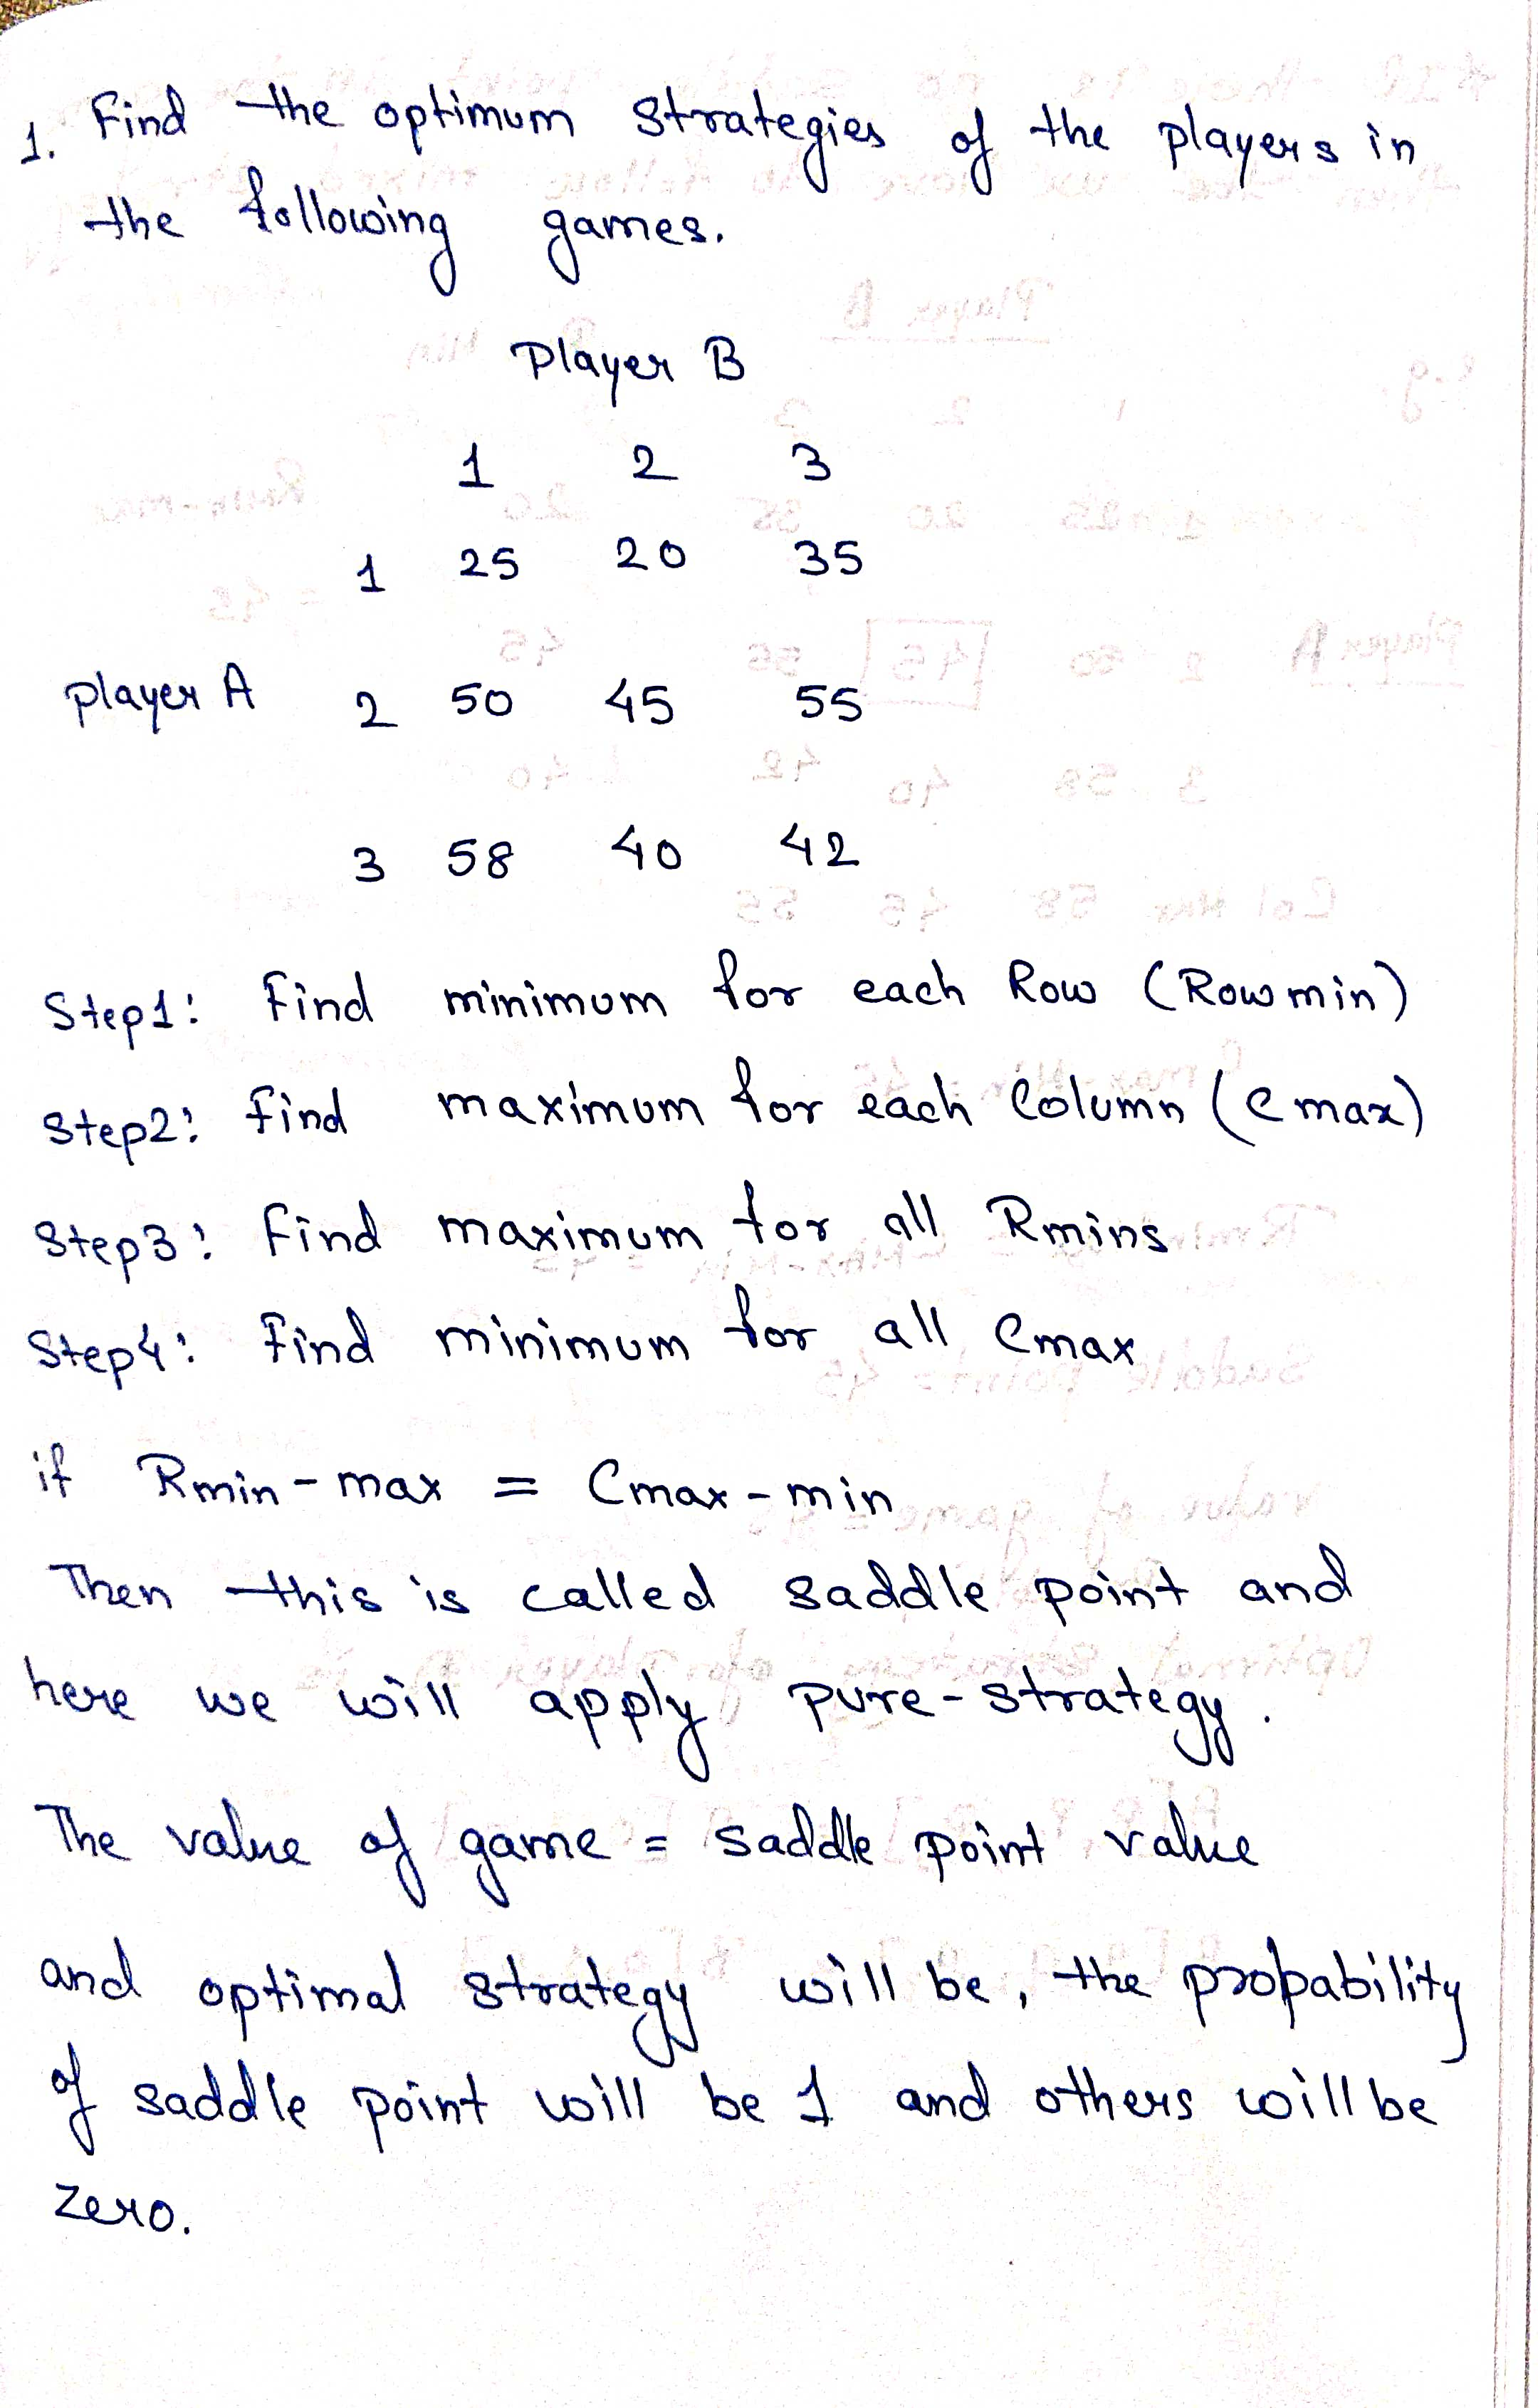 1. Find the optimum strategies of the players in
the following games.
Player B
1 2 3
1 25 20 35
player A 2 50 45 55
3 58 40 42
Step1: Find minimum for each Row (Row min)
Step2: Find maximum for each Column (Cmax)
Step3: Find maximum for all Rmins
Step4: Find minimum for all Cmax
if Rmin-max = Cmax-min
Then this is called saddle point and
here we will apply pure-strategy.
The value of game = saddle point value
and optimal strategy will be, the probability
of saddle point will be 1 and others will be
zero.